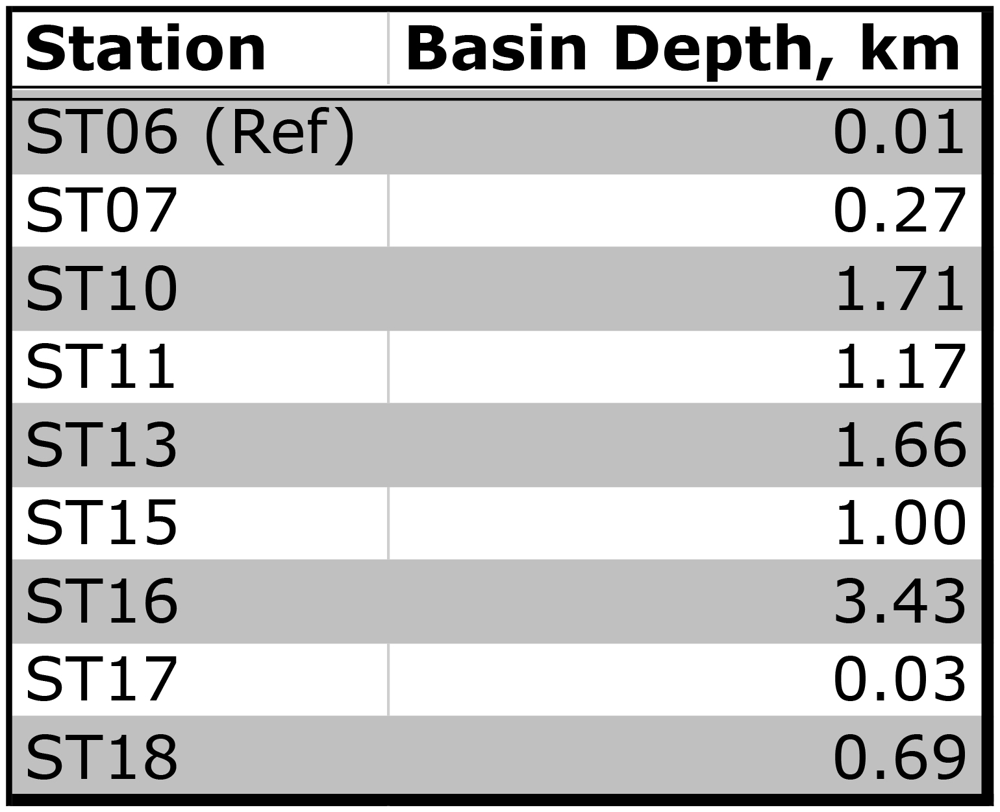 Station Basin Depth, km
ST06 (Ref) 0.01
ST07 0.27
ST10 1.71
ST11 1.17
ST13 1.66
ST15 1.00
ST16 3.43
ST17 0.03
ST18 0.69